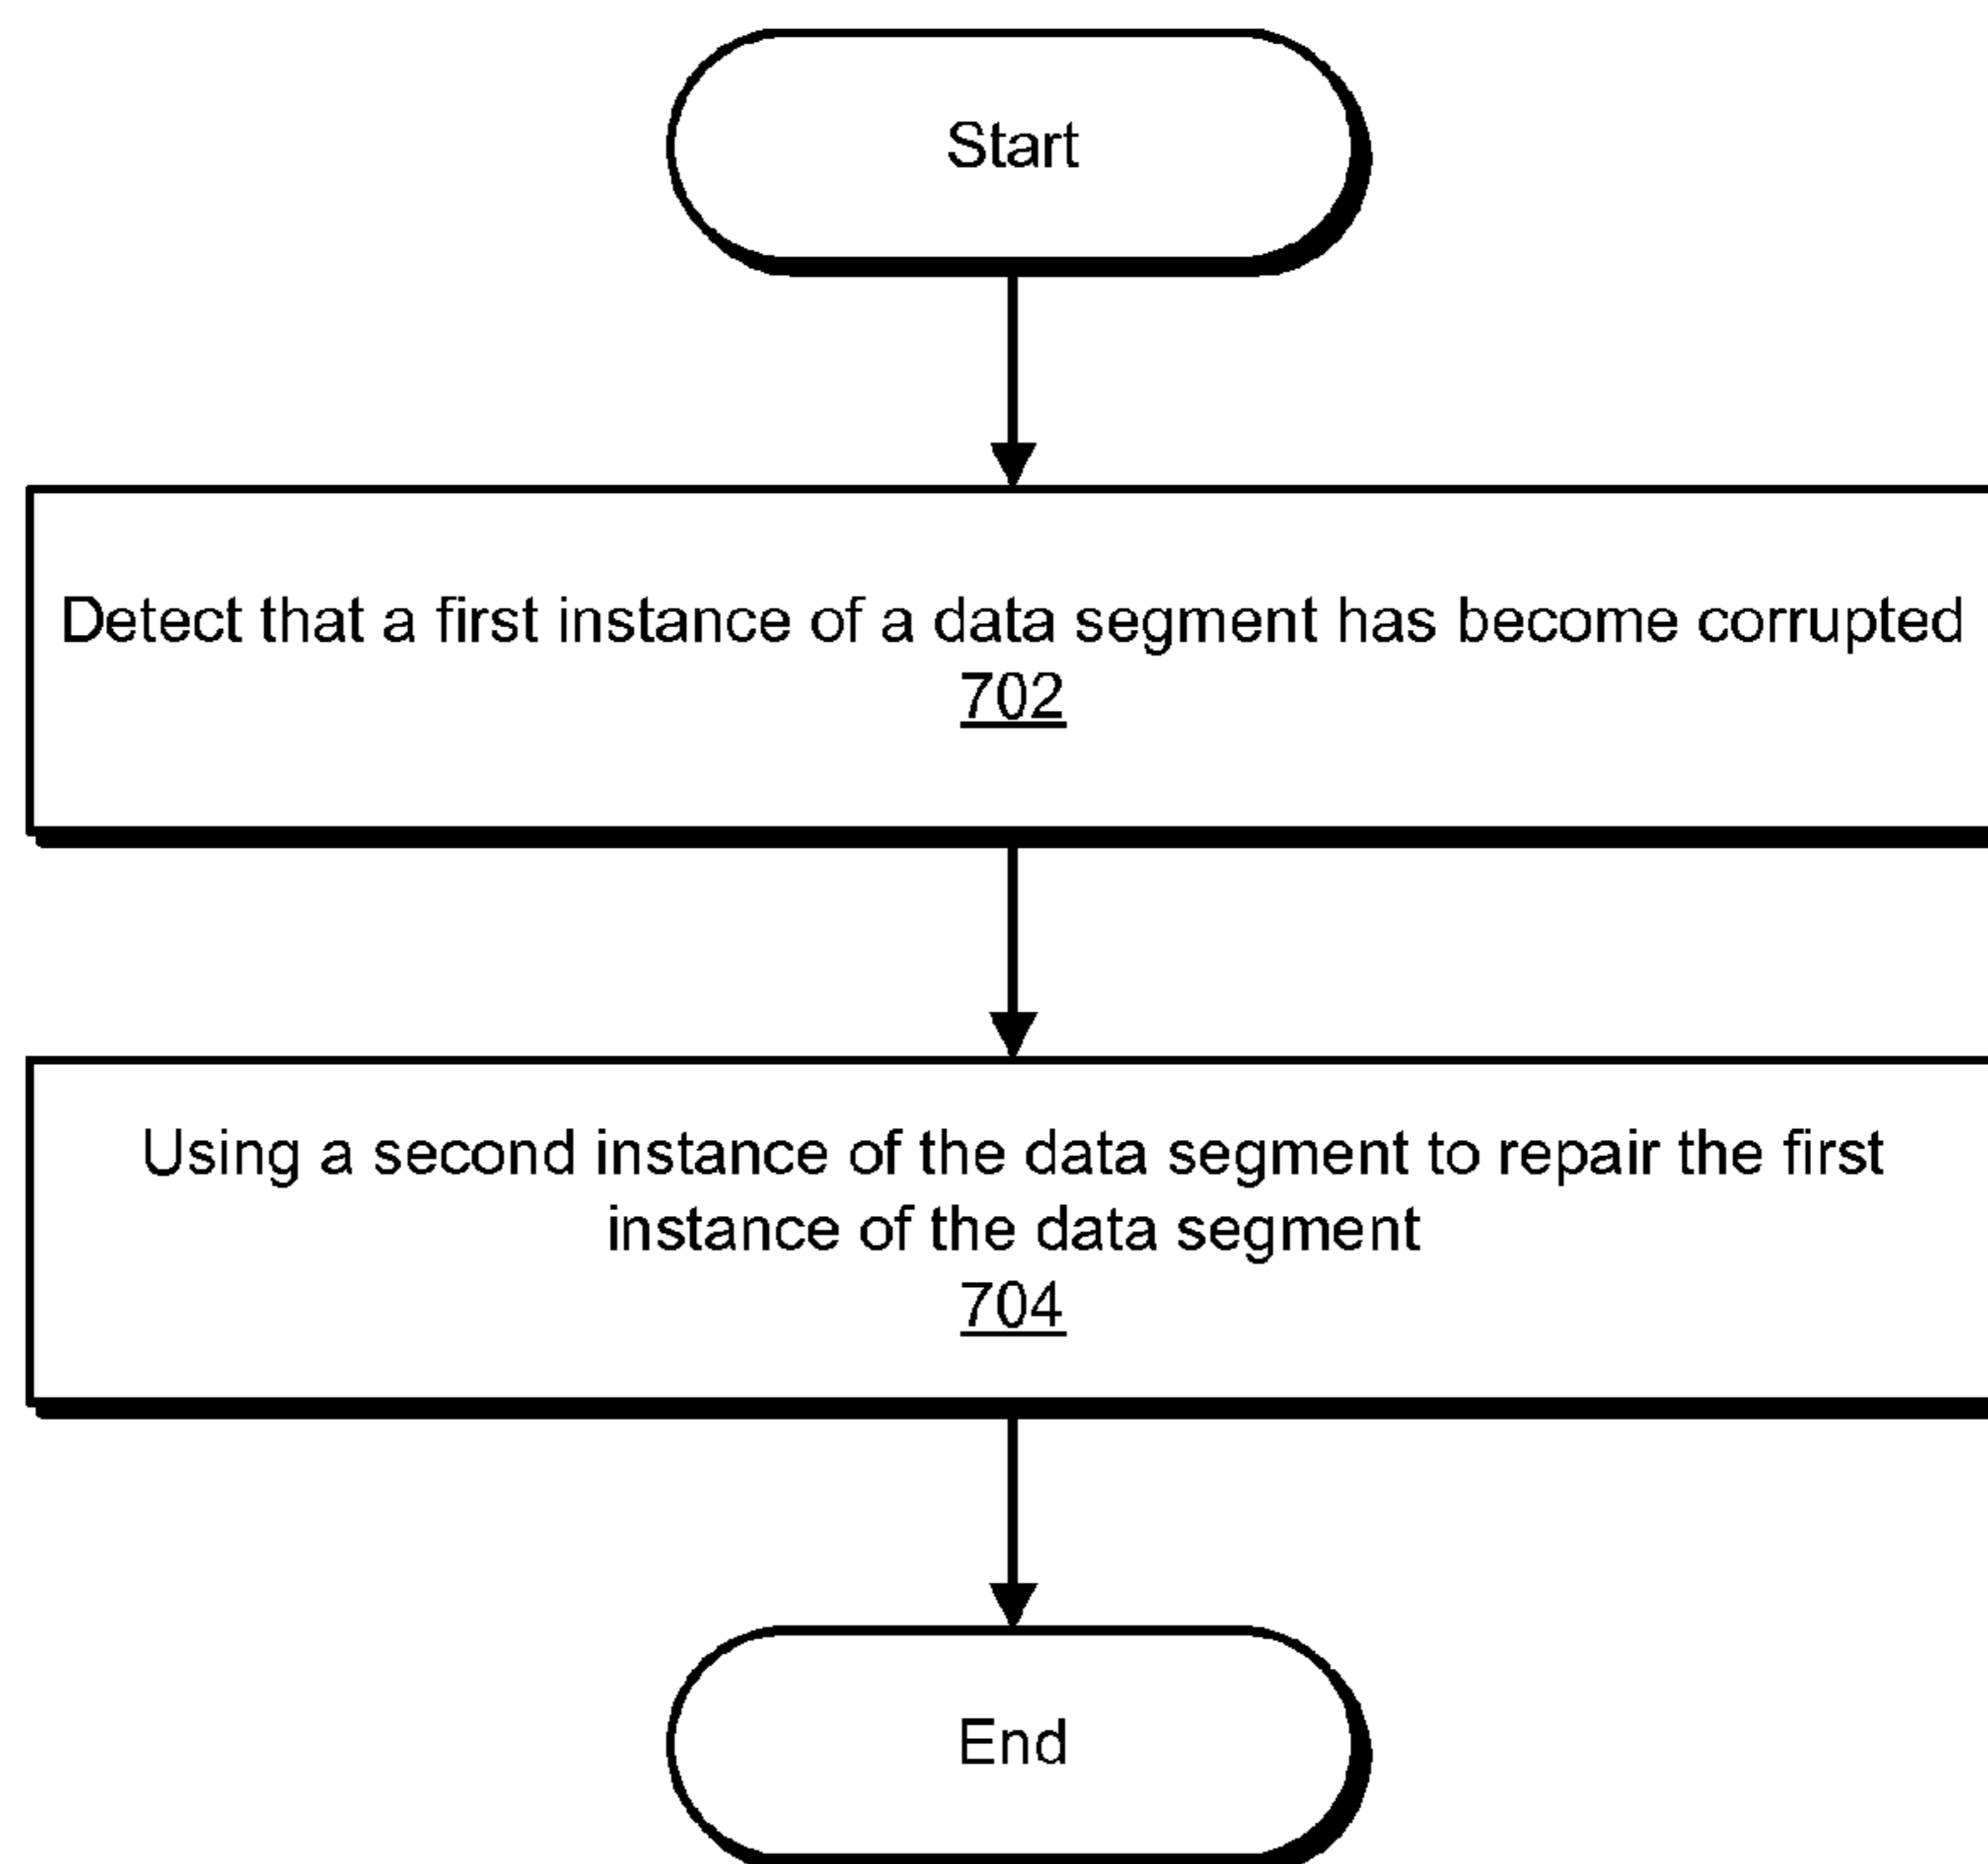 Start
Detect that a first instance of a data segment has become corrupted
702
Using a second instance of the data segment to repair the first
instance of the data segment
704
End